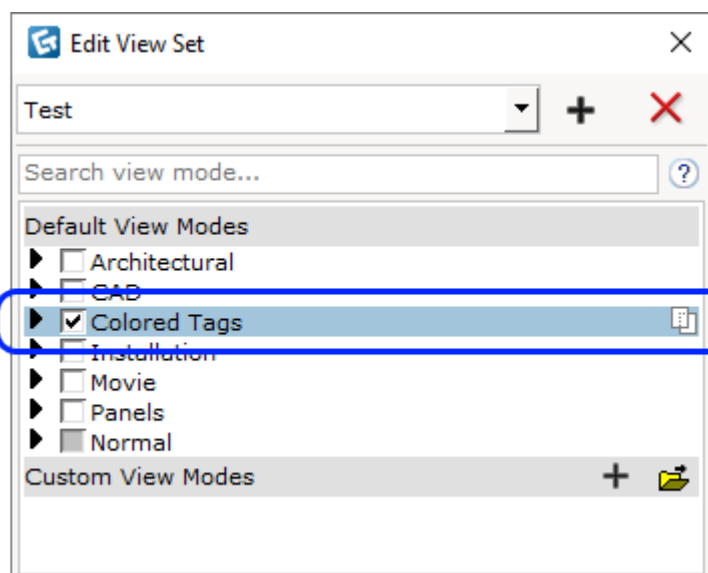 Edit View Set
Test
Search view mode...
?
Default View Modes
Architectural
CAD
Colored Tags
Installation
Movie
Panels
Normal
Custom View Modes